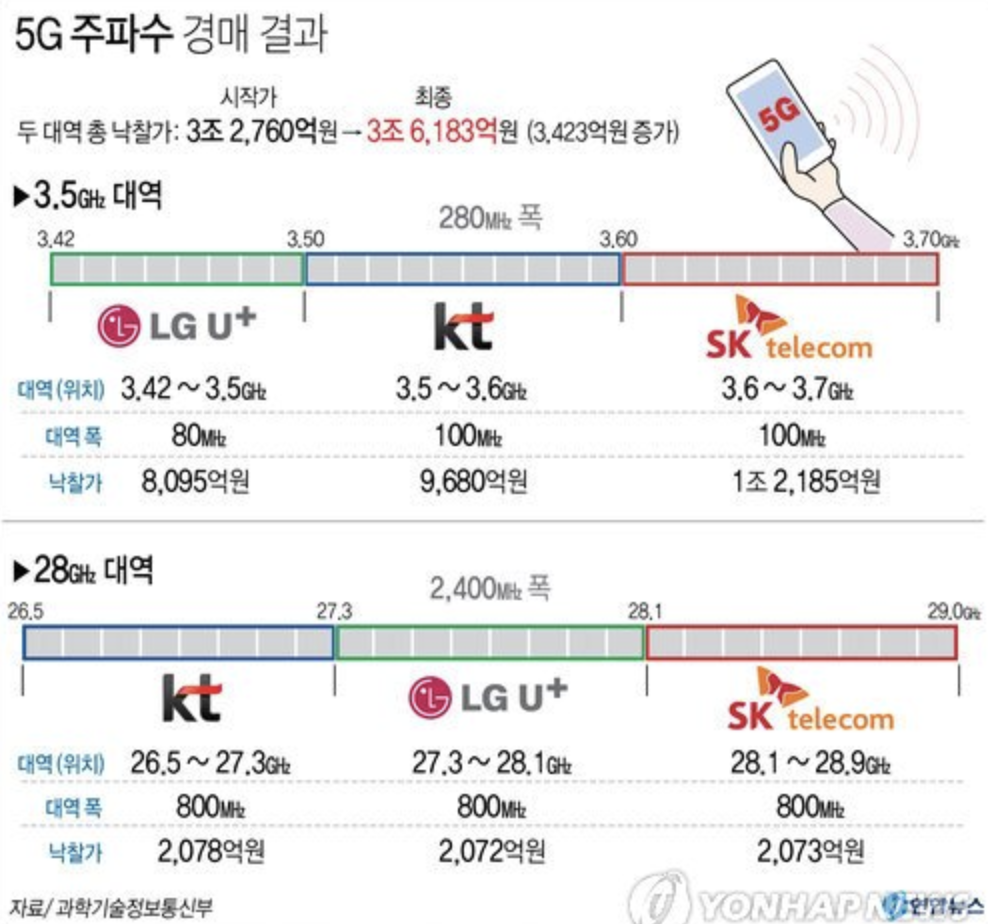 5G 주파수 경매 결과
시작가 최종
두 대역 총 낙찰가: 3조 2,760억원→3조 6,183억원 (3,423억원 증가)
5G
▶3.5GHz 대역
280MHz 폭
3.42 3.50 3.60 3.70GHz
LG U+ kt SK telecom
대역(위치) 3.42～3.5GHz 3.5～3.6GHz 3.6～3.7GHz
대역 폭 80MHz 100MHz 100MHz
낙찰가 8,095억원 9,680억원 1조 2,185억원
▶28GHz 대역
2,400MHz 폭
26.5 27.3 28.1 29.0GHz
kt LG U+ SK telecom
대역(위치) 26.5～27.3GHz 27.3～28.1GHz 28.1～28.9GHz
대역 폭 800MHz 800MHz 800MHz
낙찰가 2,078억원 2,072억원 2,073억원
자료/ 과학기술정보통신부 YONHAP NEWS 연합뉴스